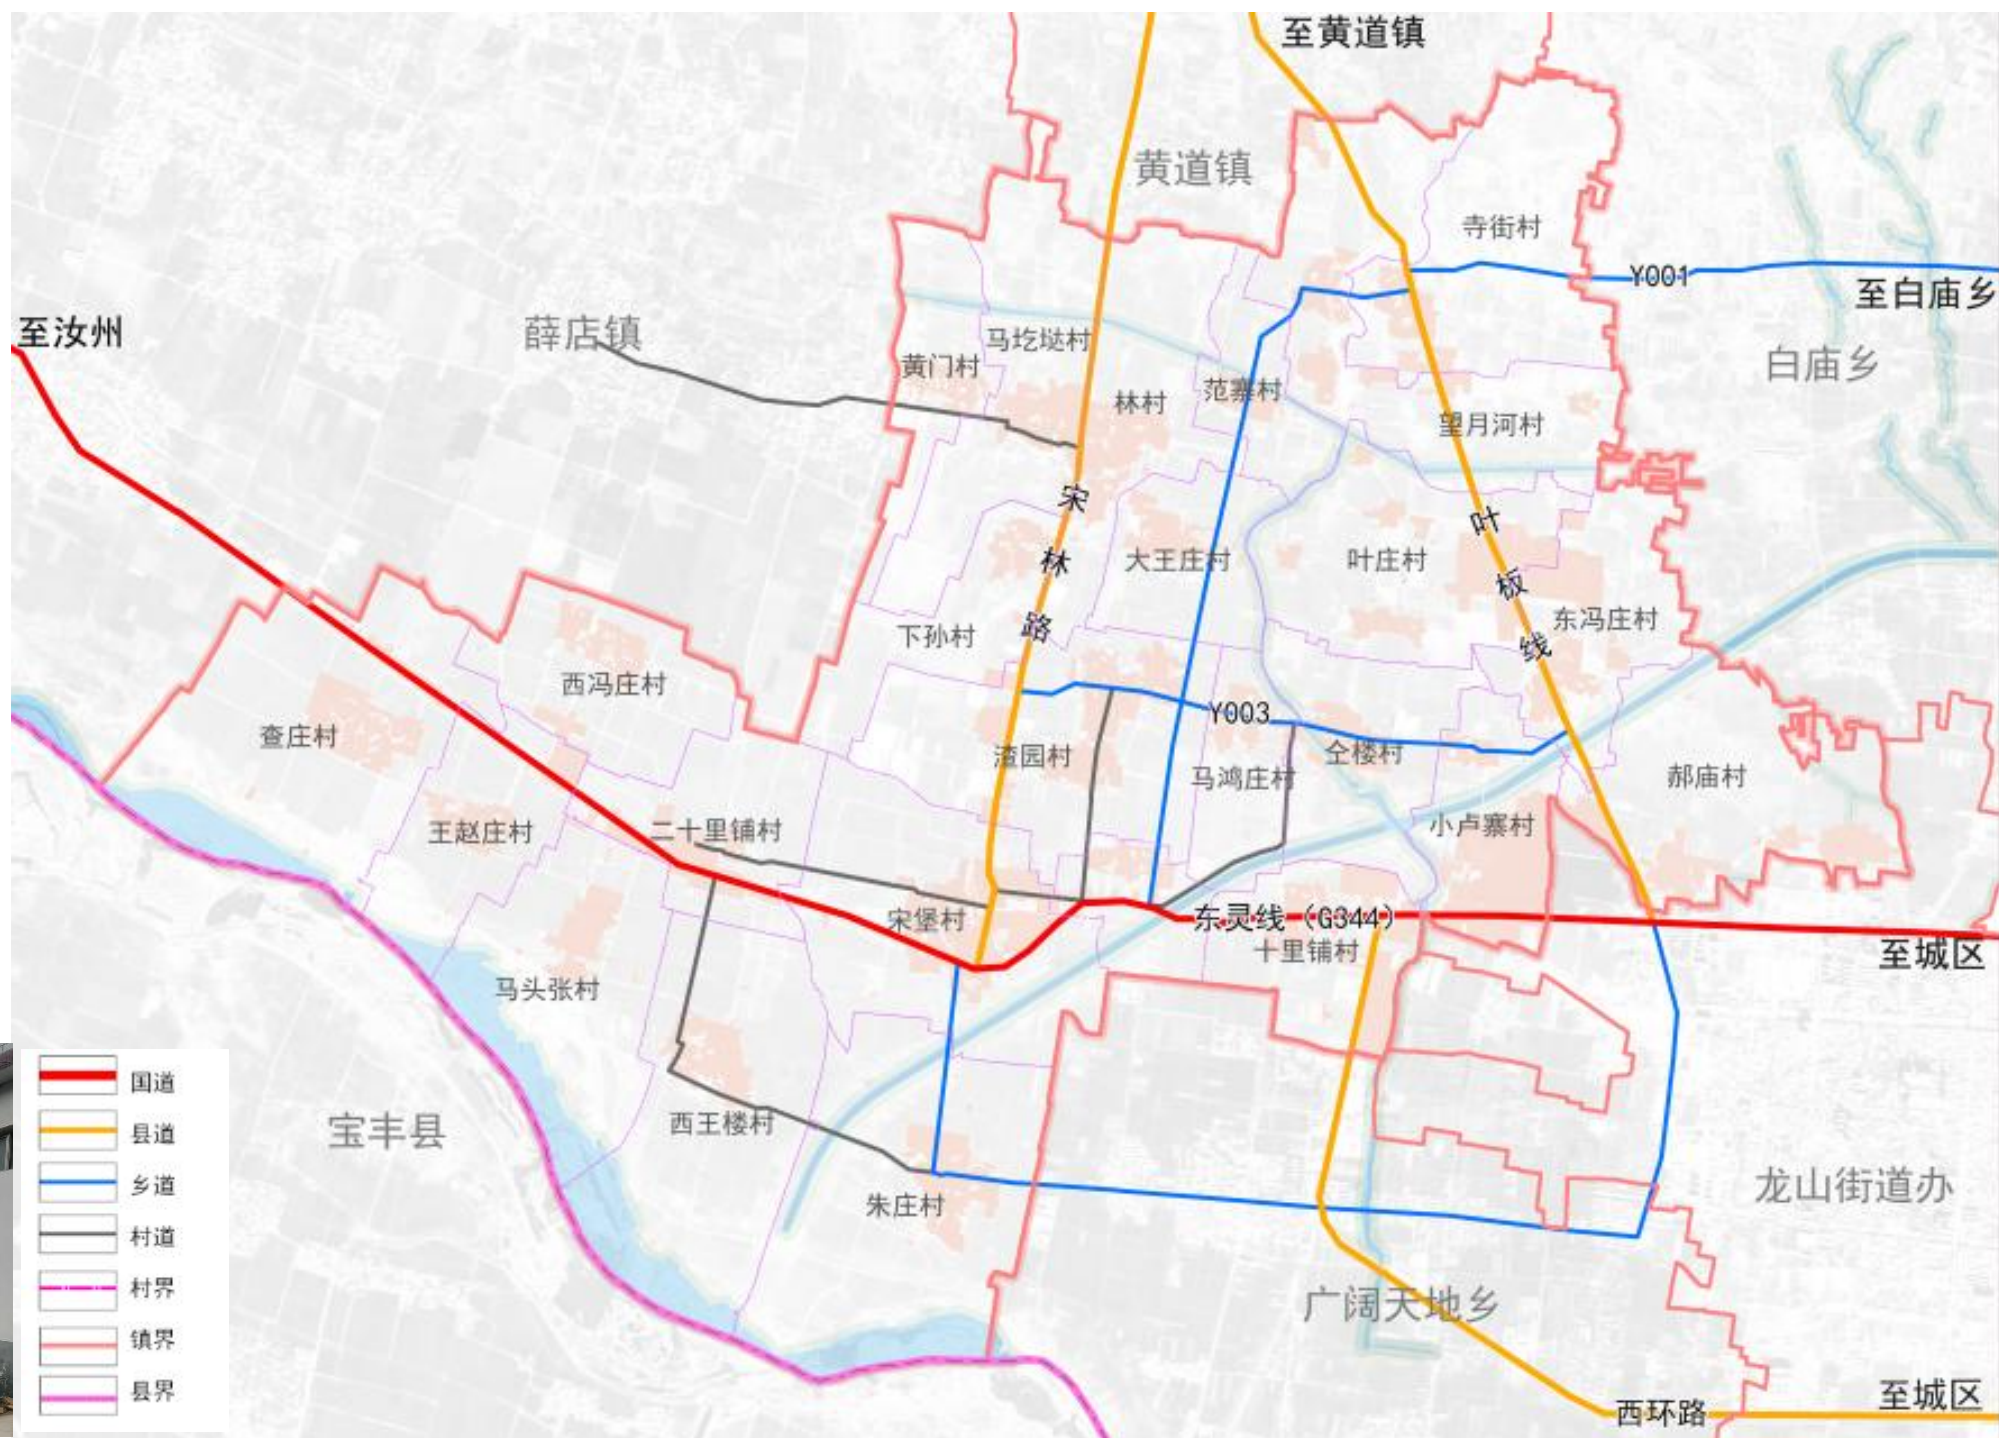 至黄道镇
黄道镇
寺街村
Y001
至白庙乡
至汝州
薛店镇
马圪垯村
黄门村
白庙乡
范寨村
林村
望月河村
宋林路
叶板线
大王庄村
叶庄村
东冯庄村
下孙村
西冯庄村
Y003
查庄村
渣园村
仝楼村
马鸿庄村
郝庙村
王赵庄村
二十里铺村
小卢寨村
宋堡村
东灵线（G344）
十里铺村
至城区
马头张村
宝丰县
西王楼村
朱庄村
龙山街道办
广阔天地乡
至城区
西环路
国道
县道
乡道
村道
村界
镇界
县界